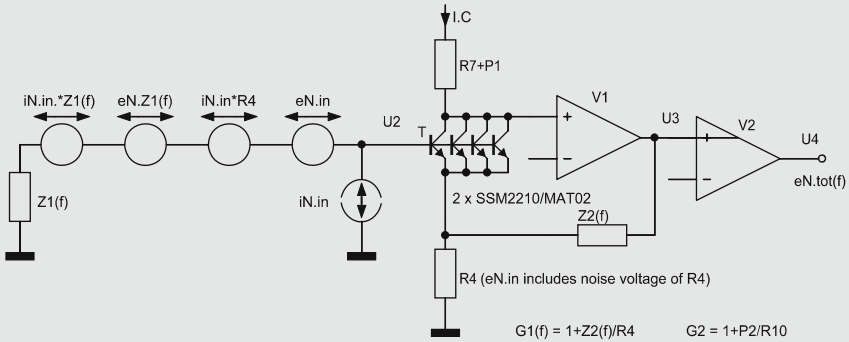 I.C
R7+P1
iN.in.*Z1(f)
eN.Z1(f)
iN.in*R4
eN.in
U2
T
V1
+
−
U3
V2
+
−
U4
eN.tot(f)
Z1(f)
iN.in
2 x SSM2210/MAT02
Z2(f)
R4 (eN.in includes noise voltage of R4)
G1(f) = 1+Z2(f)/R4
G2 = 1+P2/R10